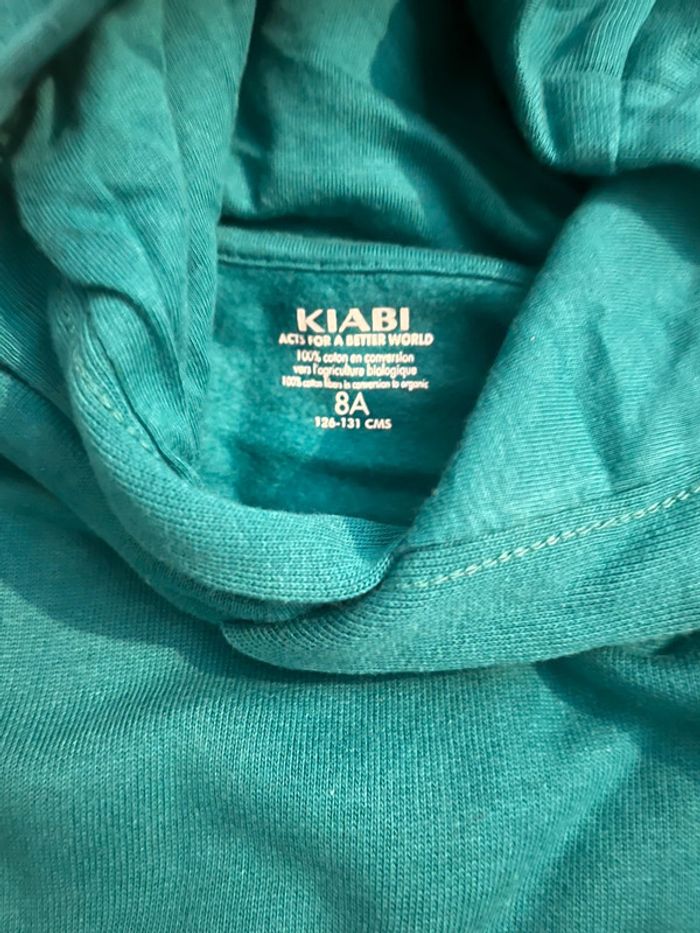 KIABI
ACTS FOR A BETTER WORLD
100% coton en conversion
vers l'agriculture biologique
100% cotton fibers in conversion to organic
8A
126-131 CMS